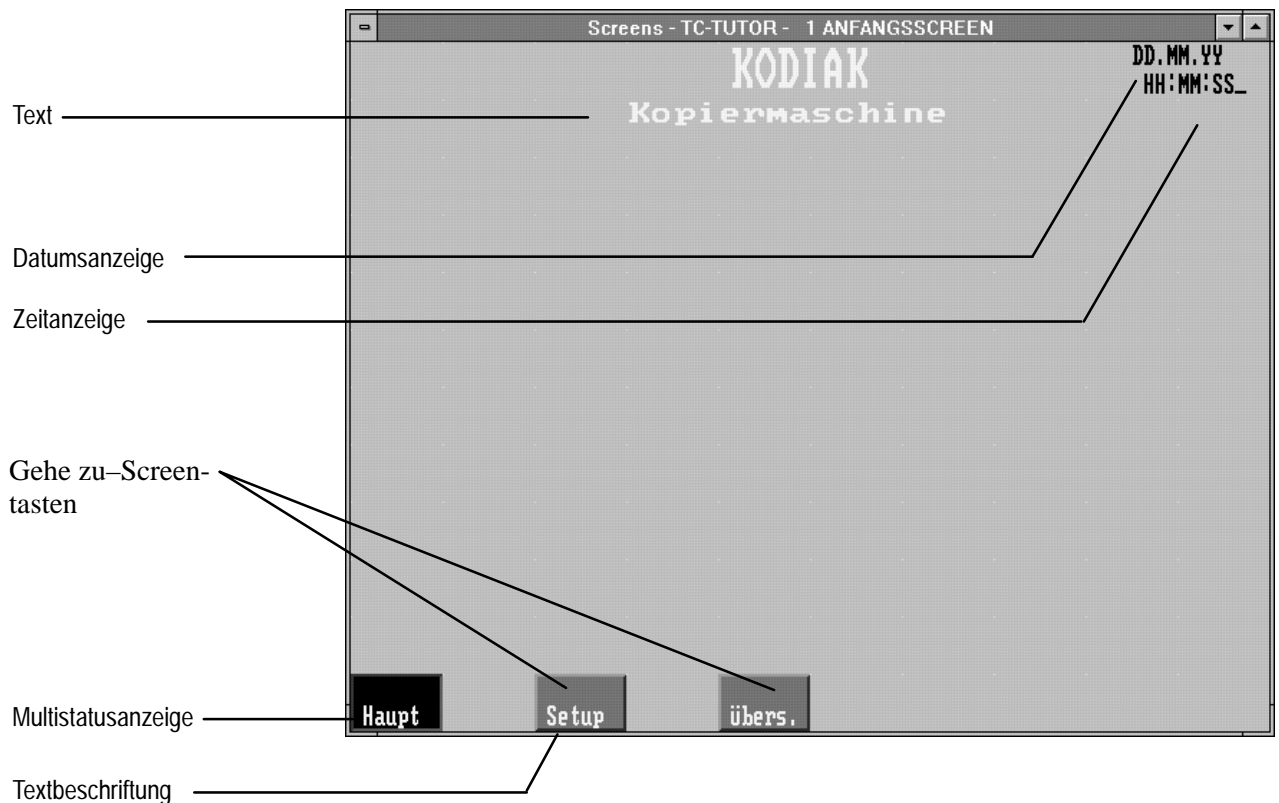 Screens - TC-TUTOR - 1 ANFANGSSCREEN
KODIAK
DD.MM.YY
HH:MM:SS_
Text
Kopiermaschine
Datumsanzeige
Zeitanzeige
Gehe zu–Screen-
tasten
Haupt
Setup
übers.
Multistatusanzeige
Textbeschriftung